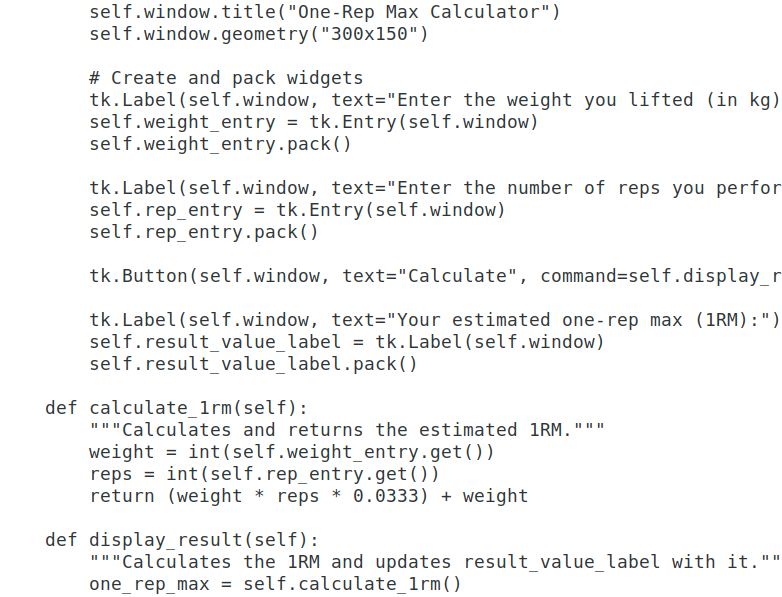 self.window.title("One-Rep Max Calculator")
self.window.geometry("300x150")
# Create and pack widgets
tk.Label(self.window, text="Enter the weight you lifted (in kg)
self.weight_entry = tk.Entry(self.window)
self.weight_entry.pack()
tk.Label(self.window, text="Enter the number of reps you perfor
self.rep_entry = tk.Entry(self.window)
self.rep_entry.pack()
tk.Button(self.window, text="Calculate", command=self.display_r
tk.Label(self.window, text="Your estimated one-rep max (1RM):")
self.result_value_label = tk.Label(self.window)
self.result_value_label.pack()
def calculate_1rm(self):
"""Calculates and returns the estimated 1RM."""
weight = int(self.weight_entry.get())
reps = int(self.rep_entry.get())
return (weight * reps * 0.0333) + weight
def display_result(self):
"""Calculates the 1RM and updates result_value_label with it.""
one_rep_max = self.calculate_1rm()